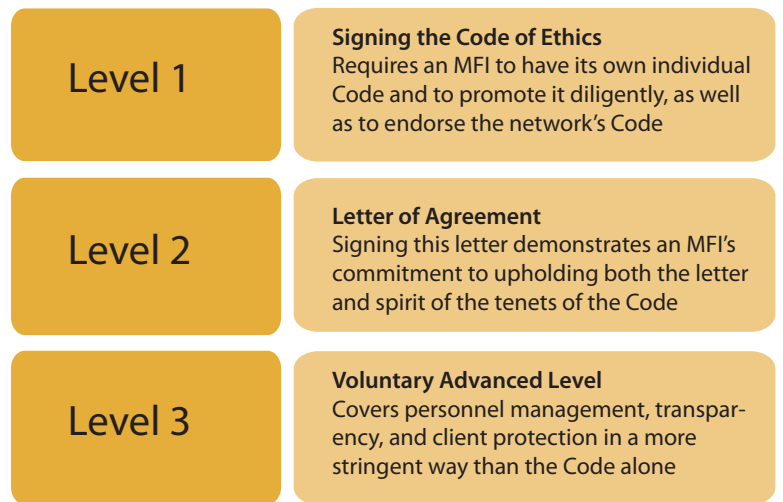 Level 1
Signing the Code of Ethics
Requires an MFI to have its own individual
Code and to promote it diligently, as well
as to endorse the network's Code
Level 2
Letter of Agreement
Signing this letter demonstrates an MFI's
commitment to upholding both the letter
and spirit of the tenets of the Code
Level 3
Voluntary Advanced Level
Covers personnel management, transpar-
ency, and client protection in a more
stringent way than the Code alone